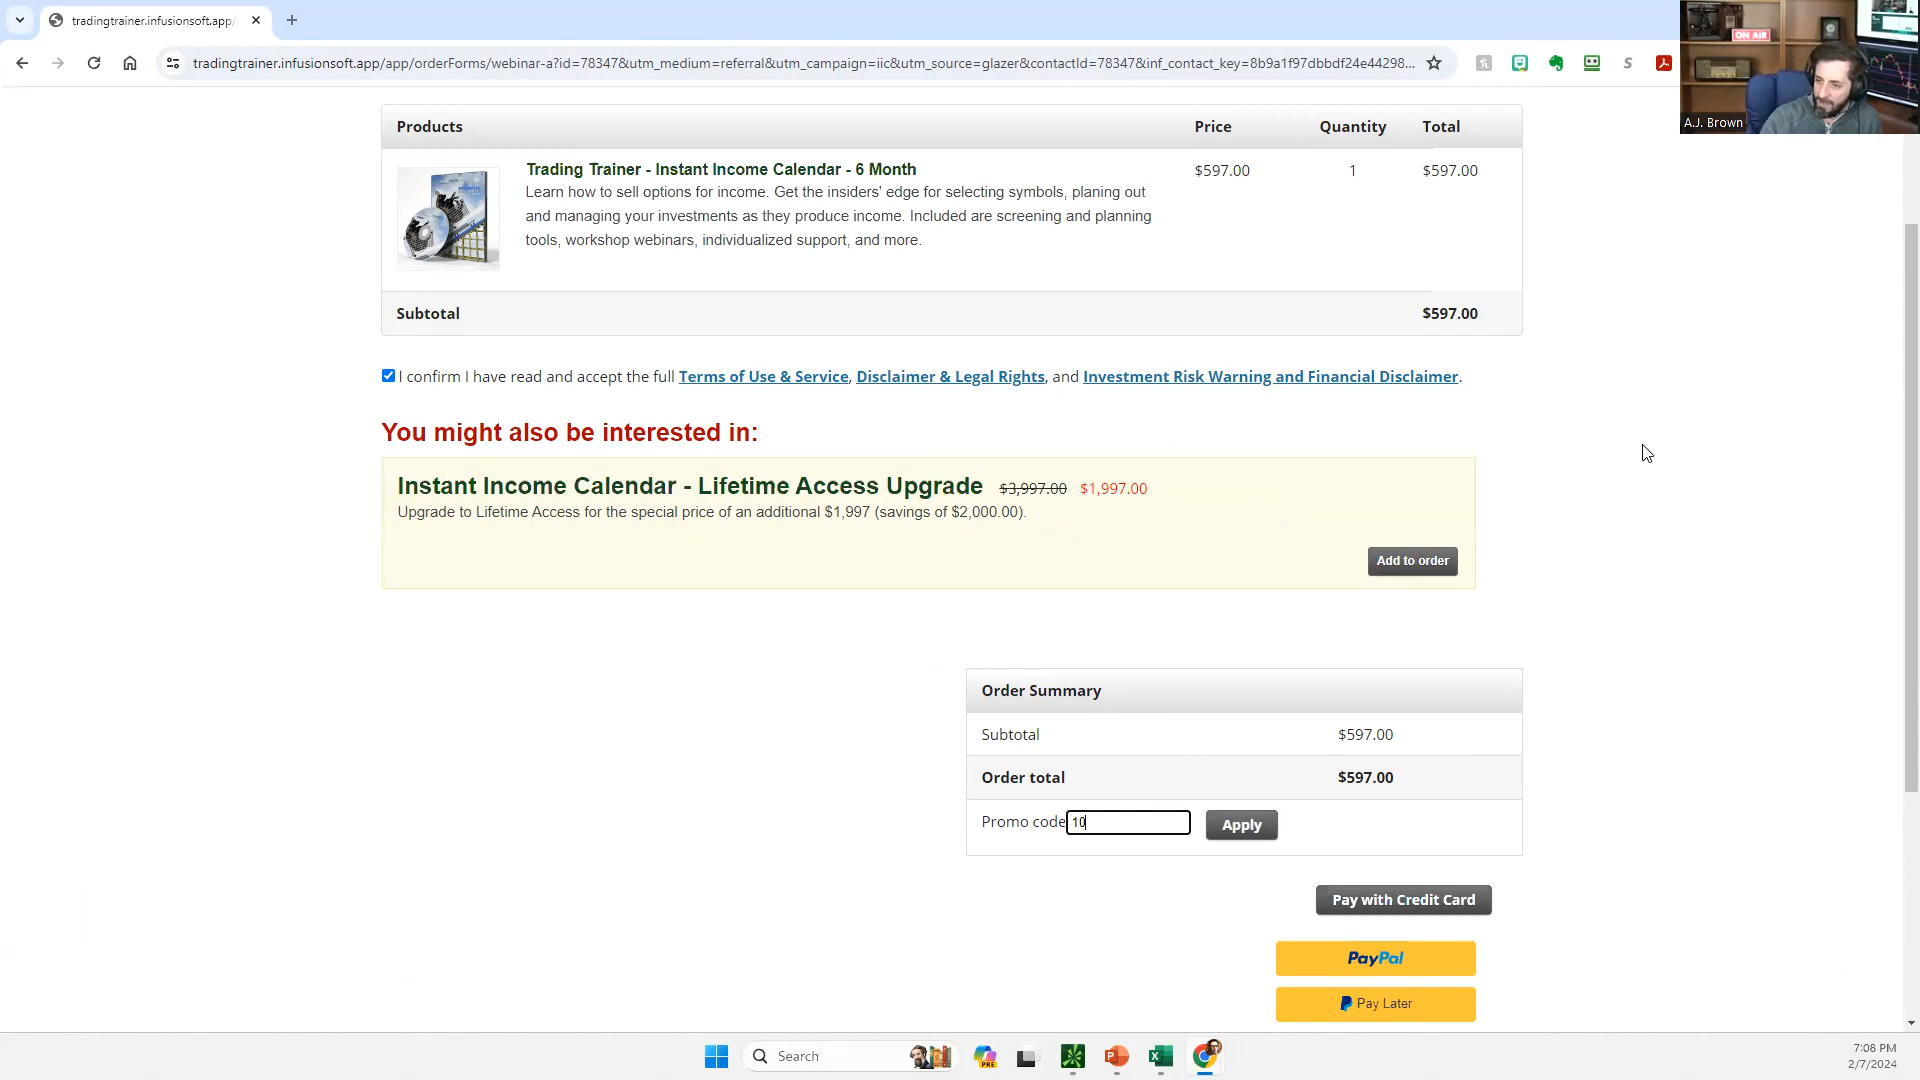 tradingtrainer.infusionsoft.app/
tradingtrainer.infusionsoft.app/app/orderForms/webinar-a?id=78347&utm_medium=referral&utm_campaign=iic&utm_source=glazer&contactId=78347&inf_contact_key=8b9a1f97dbbdf24e44298...
ON AIR
A.J. Brown
Products Price Quantity Total
Trading Trainer - Instant Income Calendar - 6 Month $597.00 1 $597.00
Learn how to sell options for income. Get the insiders' edge for selecting symbols, planing out
and managing your investments as they produce income. Included are screening and planning
tools, workshop webinars, individualized support, and more.
Subtotal $597.00
I confirm I have read and accept the full Terms of Use & Service, Disclaimer & Legal Rights, and Investment Risk Warning and Financial Disclaimer.
You might also be interested in:
Instant Income Calendar - Lifetime Access Upgrade $3,997.00 $1,997.00
Upgrade to Lifetime Access for the special price of an additional $1,997 (savings of $2,000.00).
Add to order
Order Summary
Subtotal $597.00
Order total $597.00
Promo code 10 Apply
Pay with Credit Card
PayPal
Pay Later
Search
PRE
7:08 PM
2/7/2024